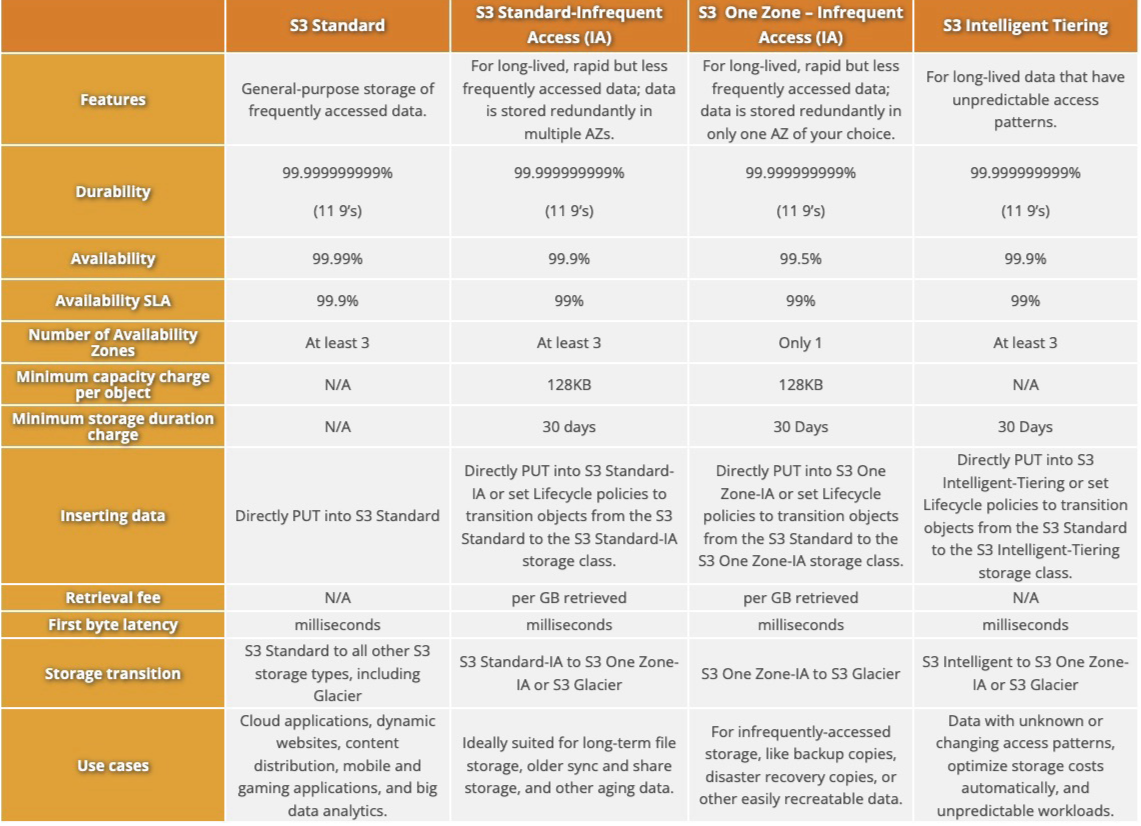 S3 Standard
S3 Standard-Infrequent
Access (IA)
S3 One Zone – Infrequent
Access (IA)
S3 Intelligent Tiering
Features
General-purpose storage of
frequently accessed data.
For long-lived, rapid but less
frequently accessed data; data
is stored redundantly in
multiple AZs.
For long-lived, rapid but less
frequently accessed data;
data is stored redundantly in
only one AZ of your choice.
For long-lived data that have
unpredictable access
patterns.
Durability
99.999999999%
(11 9's)
99.999999999%
(11 9's)
99.999999999%
(11 9's)
99.999999999%
(11 9's)
Availability
99.99%
99.9%
99.5%
99.9%
Availability SLA
99.9%
99%
99%
99%
Number of Availability
Zones
At least 3
At least 3
Only 1
At least 3
Minimum capacity charge
per object
N/A
128KB
128KB
N/A
Minimum storage duration
charge
N/A
30 days
30 Days
30 Days
Inserting data
Directly PUT into S3 Standard
Directly PUT into S3 Standard-
IA or set Lifecycle policies to
transition objects from the S3
Standard to the S3 Standard-IA
storage class.
Directly PUT into S3 One
Zone-IA or set Lifecycle
policies to transition objects
from the S3 Standard to the
S3 One Zone-IA storage class.
Directly PUT into S3
Intelligent-Tiering or set
Lifecycle policies to transition
objects from the S3 Standard
to the S3 Intelligent-Tiering
storage class.
Retrieval fee
N/A
per GB retrieved
per GB retrieved
N/A
First byte latency
milliseconds
milliseconds
milliseconds
milliseconds
Storage transition
S3 Standard to all other S3
storage types, including
Glacier
S3 Standard-IA to S3 One Zone-
IA or S3 Glacier
S3 One Zone-IA to S3 Glacier
S3 Intelligent to S3 One Zone-
IA or S3 Glacier
Use cases
Cloud applications, dynamic
websites, content
distribution, mobile and
gaming applications, and big
data analytics.
Ideally suited for long-term file
storage, older sync and share
storage, and other aging data.
For infrequently-accessed
storage, like backup copies,
disaster recovery copies, or
other easily recreatable data.
Data with unknown or
changing access patterns,
optimize storage costs
automatically, and
unpredictable workloads.